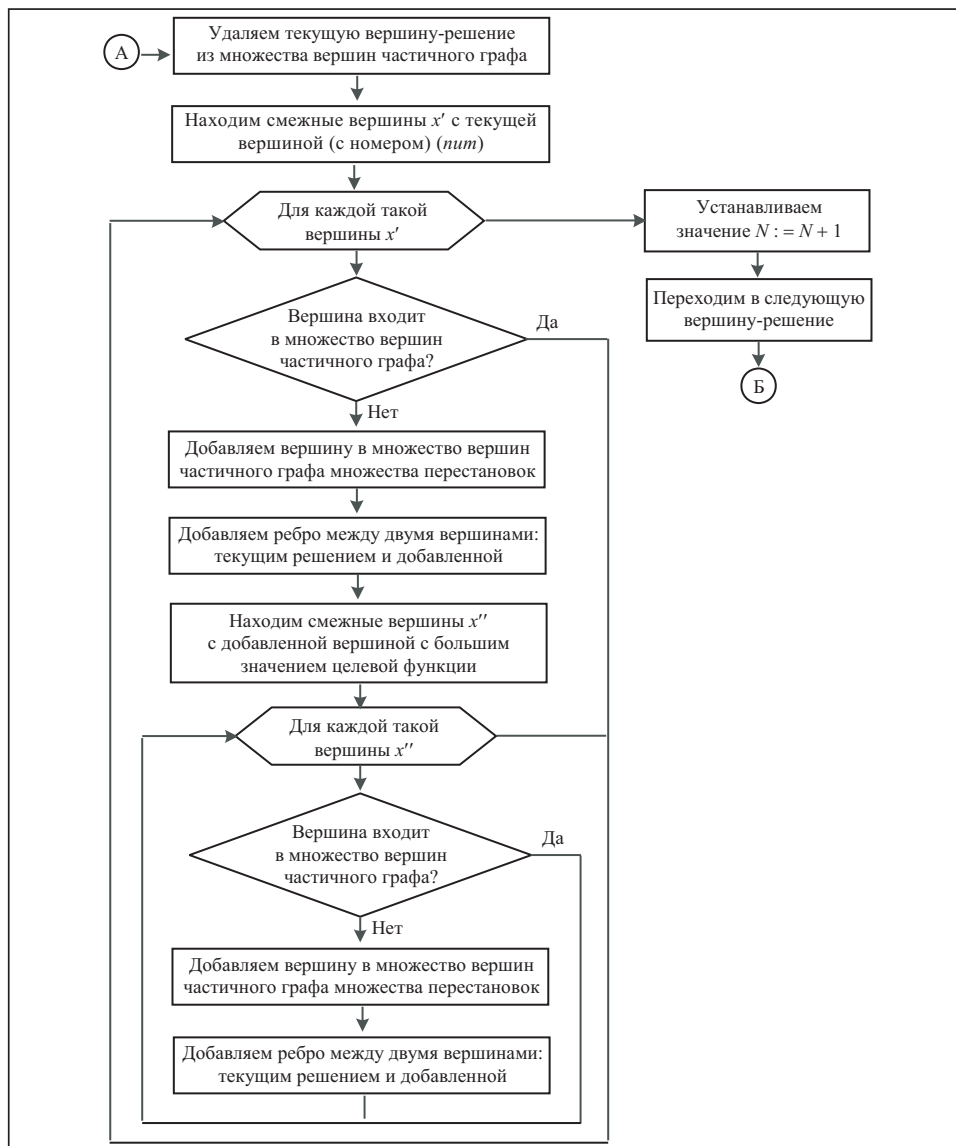 А
Удаляем текущую вершину-решение
из множества вершин частичного графа
Находим смежные вершины x′ с текущей
вершиной (с номером) (num)
Для каждой такой
вершины x′
Устанавливаем
значение N : = N + 1
Переходим в следующую
вершину-решение
Б
Вершина входит
в множество вершин
частичного графа?
Да
Нет
Добавляем вершину в множество вершин
частичного графа множества перестановок
Добавляем ребро между двумя вершинами:
текущим решением и добавленной
Находим смежные вершины x′′
с добавленной вершиной с большим
значением целевой функции
Для каждой такой
вершины x′′
Вершина входит
в множество вершин
частичного графа?
Да
Нет
Добавляем вершину в множество вершин
частичного графа множества перестановок
Добавляем ребро между двумя вершинами:
текущим решением и добавленной